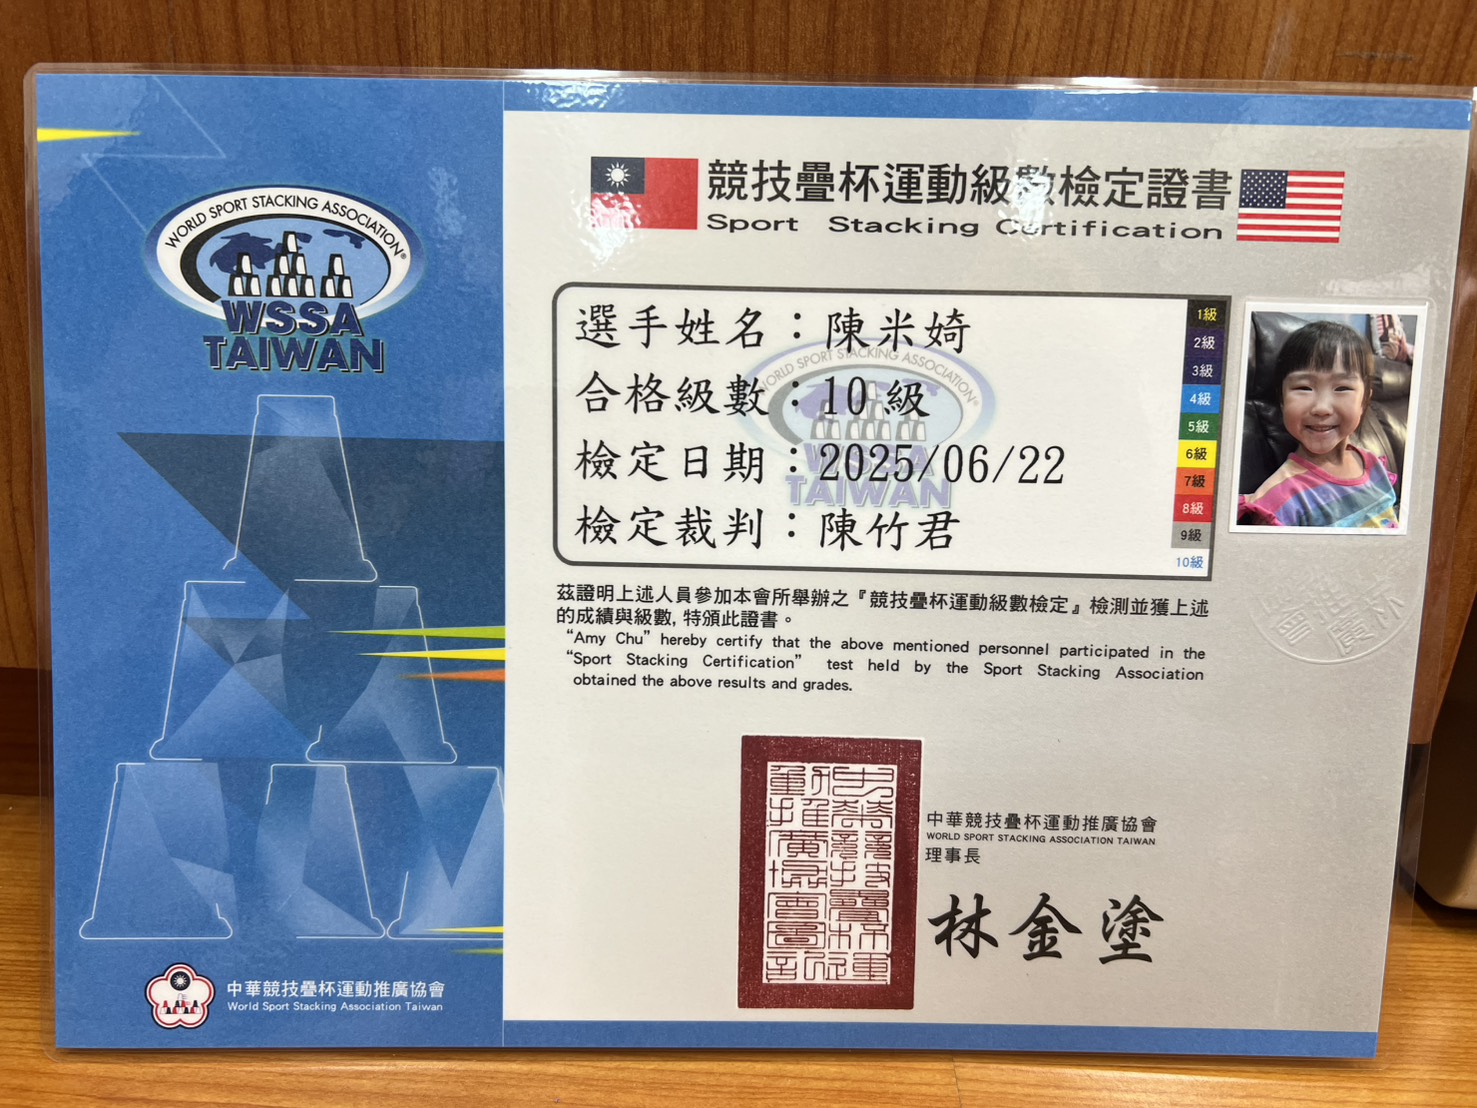 WORLD SPORT STACKING ASSOCIATION®
WSSA
TAIWAN
中華競技疊杯運動推廣協會
World Sport Stacking Association Taiwan
競技疊杯運動級數檢定證書
Sport Stacking Certification
選手姓名：陳米婍
合格級數：10 級
檢定日期：2025/06/22
檢定裁判：陳竹君
WORLD SPORT STACKING ASSOCIATION®
WSSA
TAIWAN
1級
2級
3級
4級
5級
6級
7級
8級
9級
10級
茲證明上述人員參加本會所舉辦之『競技疊杯運動級數檢定』檢測並獲上述
的成績與級數, 特頒此證書。
“Amy Chu” hereby certify that the above mentioned personnel participated in the
“Sport Stacking Certification” test held by the Sport Stacking Association
obtained the above results and grades.
中華競技疊杯運動推廣協會
WORLD SPORT STACKING ASSOCIATION TAIWAN
理事長
林金塗